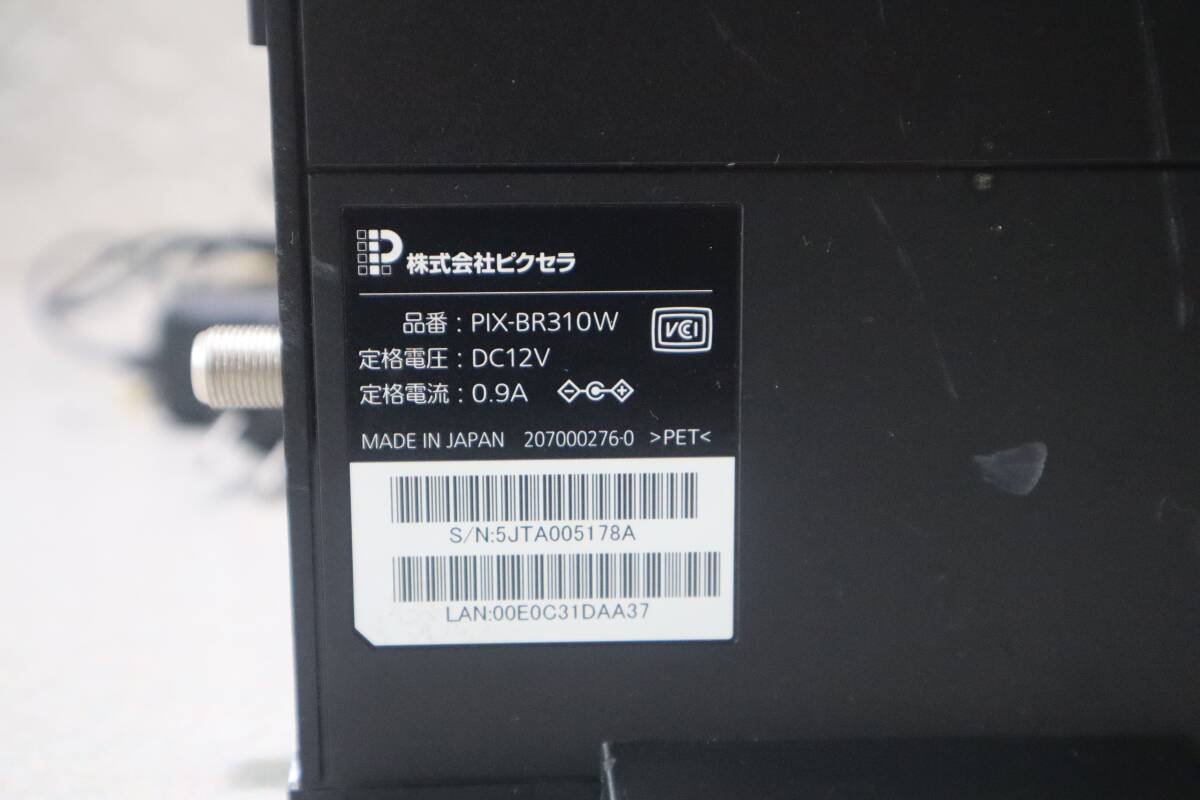 株式会社ピクセラ
品番 : PIX-BR310W
VCCI
定格電圧 : DC12V
定格電流 : 0.9A
MADE IN JAPAN 207000276-0 >PET<
S/N:5JTA005178A
LAN:00E0C31DAA37